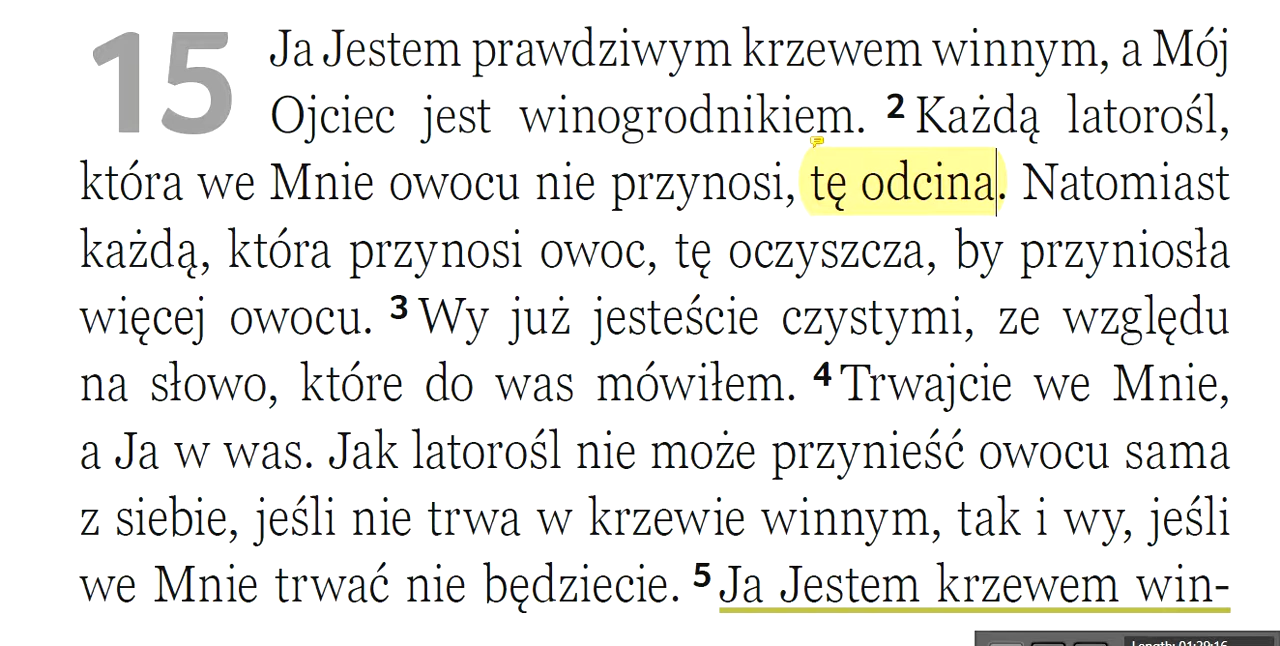 15 Ja Jestem prawdziwym krzewem winnym, a Mój
Ojciec jest winogrodnikiem. 2 Każdą latorośl,
która we Mnie owocu nie przynosi, tę odcina. Natomiast
każdą, która przynosi owoc, tę oczyszcza, by przyniosła
więcej owocu. 3 Wy już jesteście czystymi, ze względu
na słowo, które do was mówiłem. 4 Trwajcie we Mnie,
a Ja w was. Jak latorośl nie może przynieść owocu sama
z siebie, jeśli nie trwa w krzewie winnym, tak i wy, jeśli
we Mnie trwać nie będziecie. 5 Ja Jestem krzewem win-
Length: 01:29:16